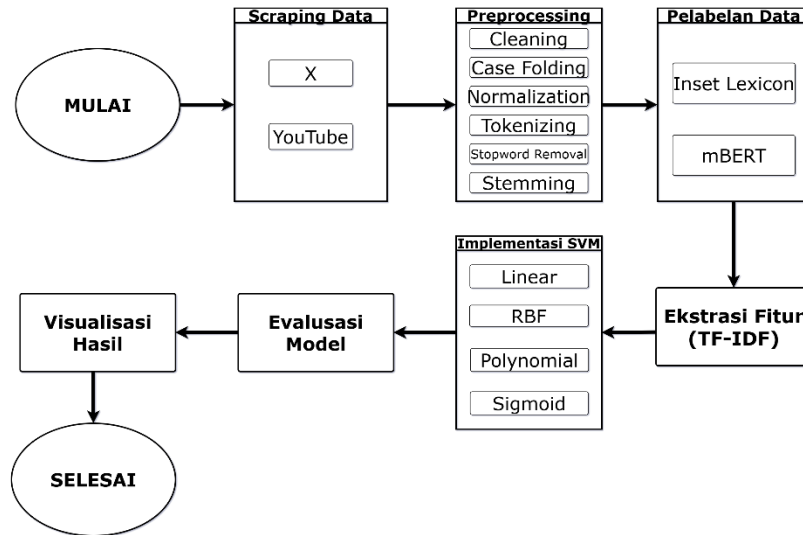 Scraping Data
Preprocessing
Pelabelan Data
MULAI
X
YouTube
Cleaning
Case Folding
Normalization
Tokenizing
Stopword Removal
Stemming
Inset Lexicon
mBERT
Ekstrasi Fitur
(TF-IDF)
Implementasi SVM
Linear
RBF
Polynomial
Sigmoid
Evalusasi
Model
Visualisasi
Hasil
SELESAI